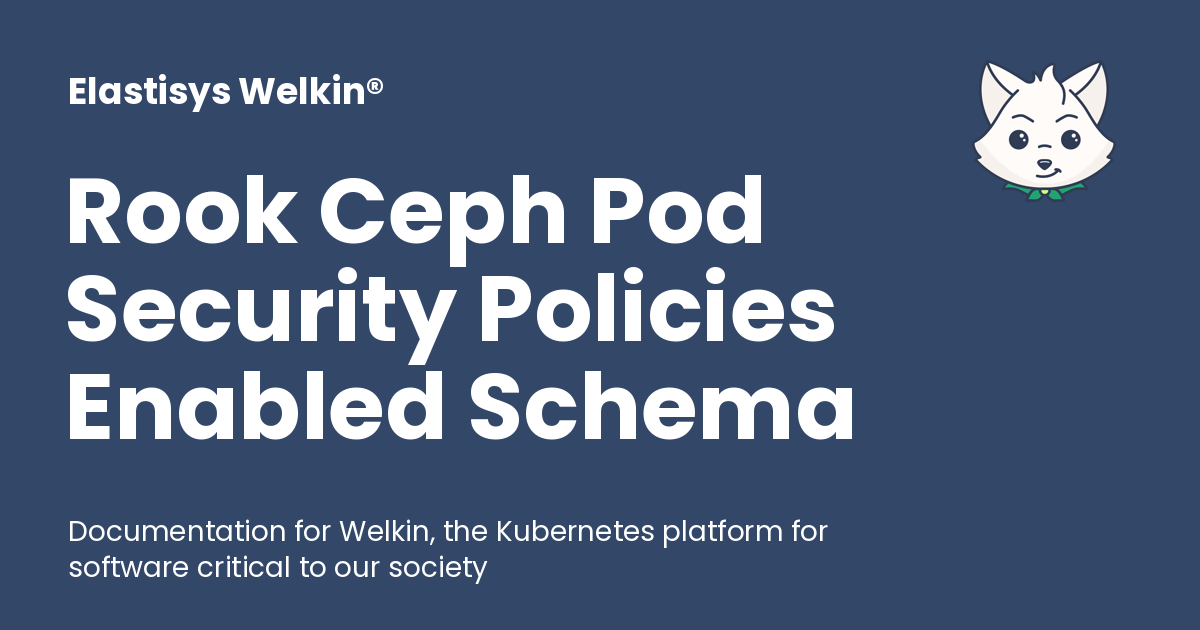 Elastisys Welkin®
Rook Ceph Pod
Security Policies
Enabled Schema
Documentation for Welkin, the Kubernetes platform for
software critical to our society